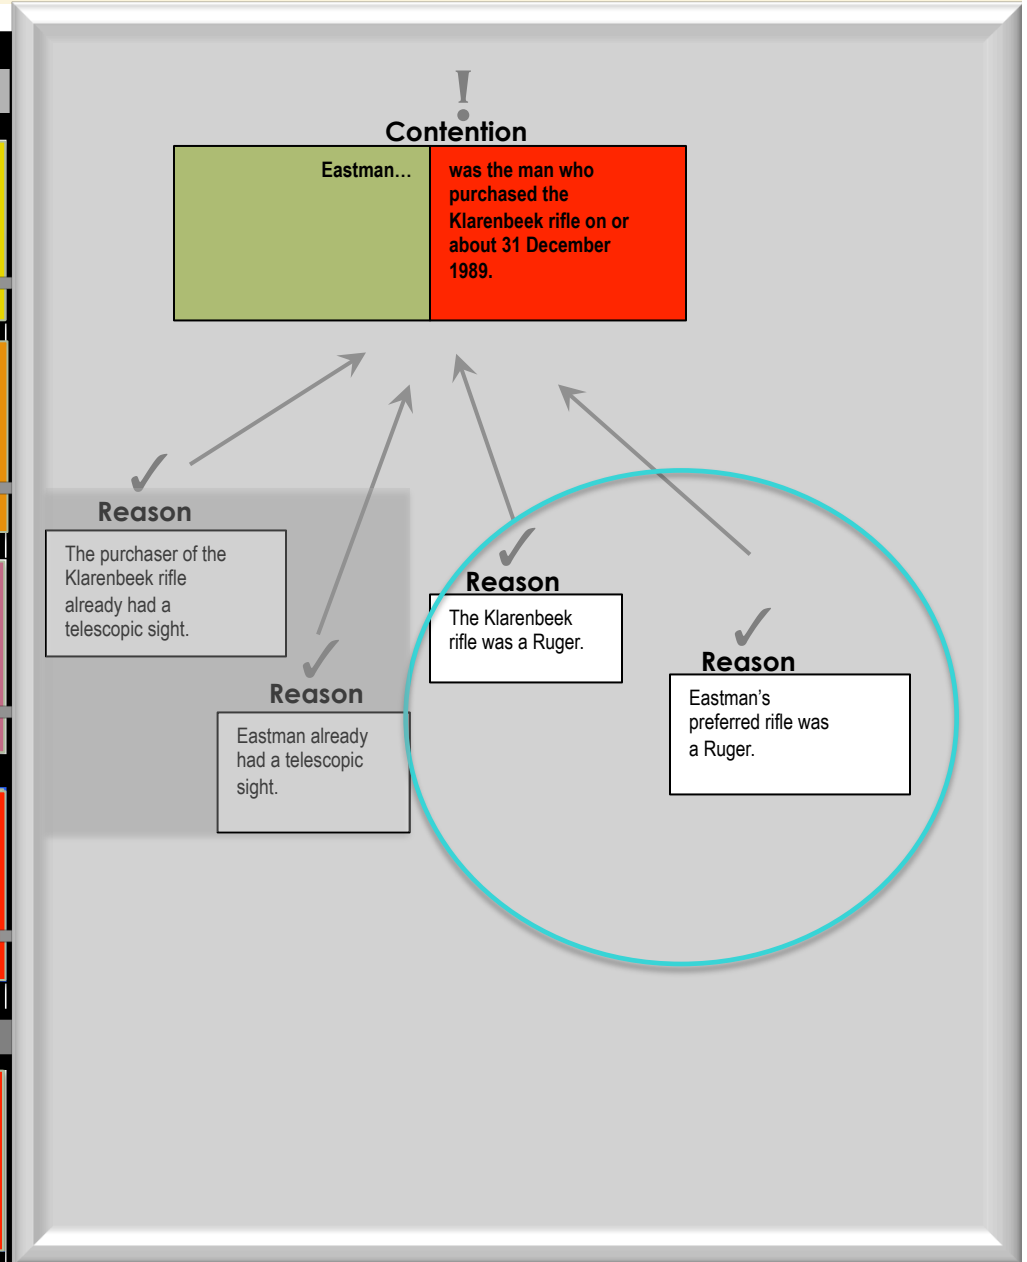 !
Contention
Eastman…
was the man who
purchased the
Klarenbeek rifle on or
about 31 December
1989.
Reason
The purchaser of the
Klarenbeek rifle
already had a
telescopic sight.
Reason
Eastman already
had a telescopic
sight.
Reason
The Klarenbeek
rifle was a Ruger.
Reason
Eastman’s
preferred rifle was
a Ruger.